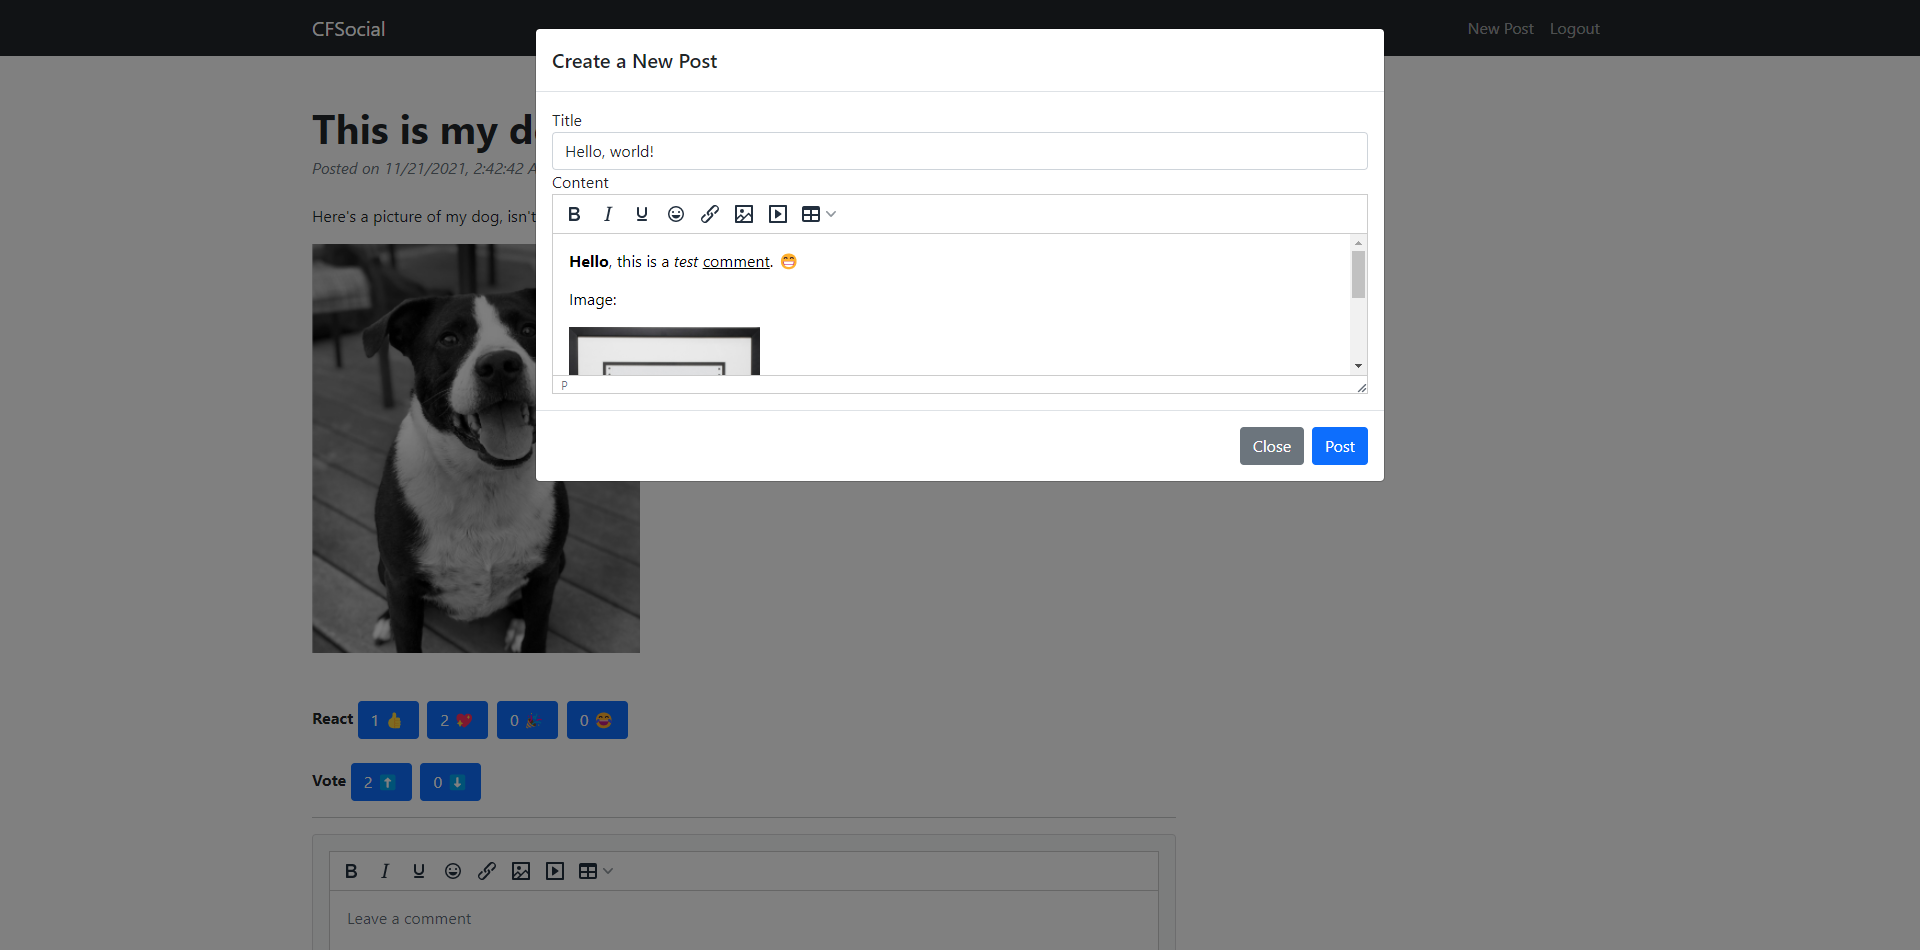 CFSocial
New Post
Logout
Create a New Post
Title
Hello, world!
Content
Hello, this is a test comment. 😁
Image:
P
Close
Post
This is my d
Posted on 11/21/2021, 2:42:42
Here's a picture of my dog, isn't
React 1 👍 2 💖 0 🎉 0 😂
Vote 2 ⬆️ 0 ⬇️
Leave a comment